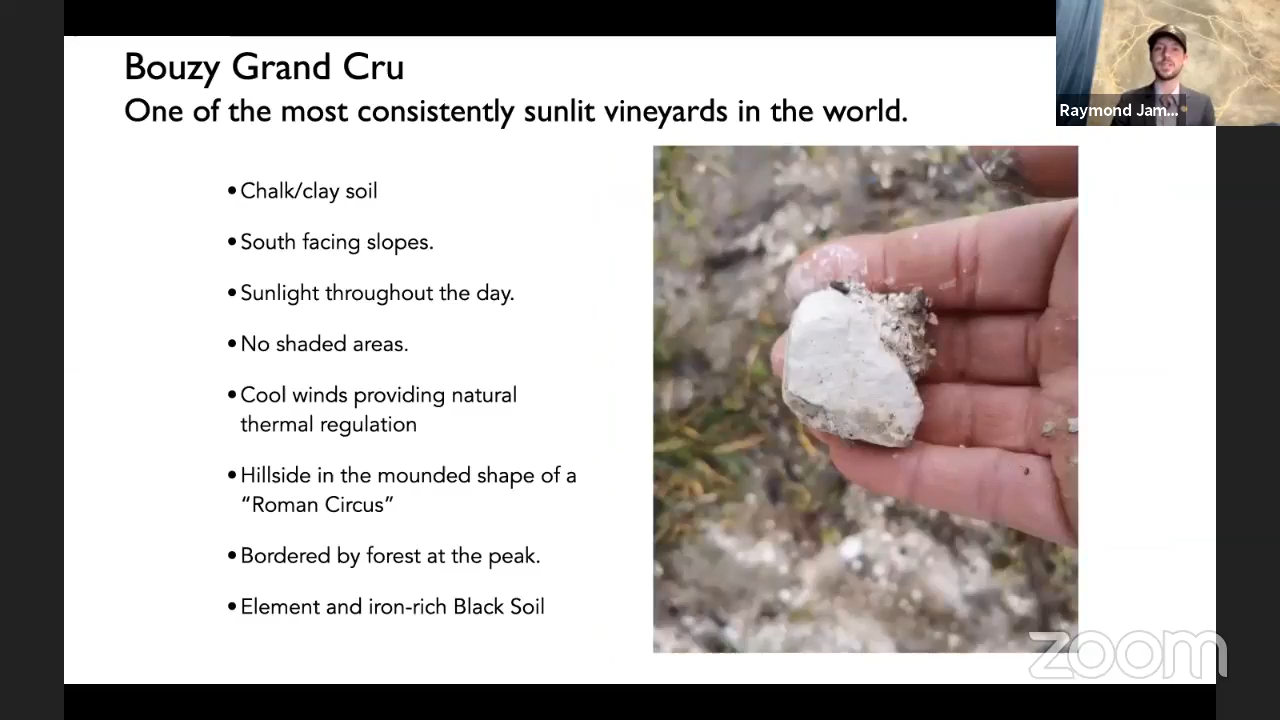 Bouzy Grand Cru
One of the most consistently sunlit vineyards in the world.
Raymond Jam...
• Chalk/clay soil
• South facing slopes.
• Sunlight throughout the day.
• No shaded areas.
• Cool winds providing natural
thermal regulation
• Hillside in the mounded shape of a
“Roman Circus”
• Bordered by forest at the peak.
• Element and iron-rich Black Soil
zoom